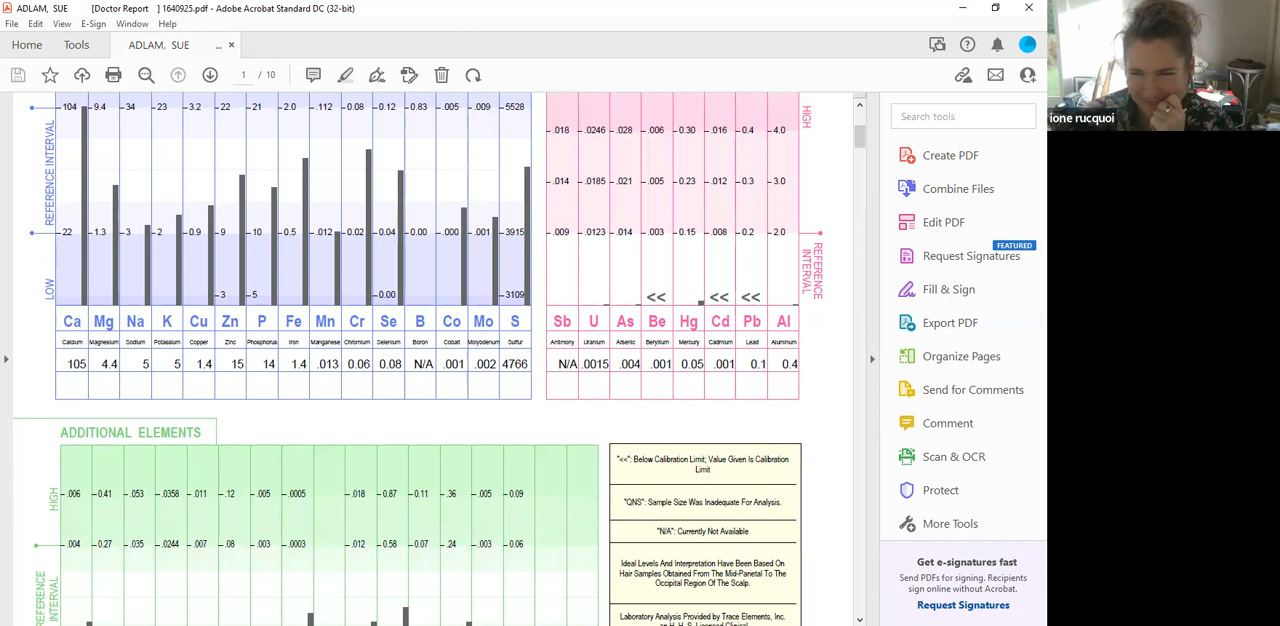 ADLAM, SUE [Doctor Report ] 1640925.pdf - Adobe Acrobat Standard DC (32-bit)
File Edit View E-Sign Window Help
Home Tools ADLAM, SUE ... ×
1 / 10
104 9.4 34 23 3.2 22 21 2.0 .112 0.08 0.12 0.83 .005 .009 5528
REFERENCE INTERVAL
22 1.3 3 2 0.9 9 10 0.5 .012 0.02 0.04 0.00 .000 .001 3915
LOW
3 5 0.00 3109
Ca Mg Na K Cu Zn P Fe Mn Cr Se B Co Mo S
Calcium Magnesium Sodium Potassium Copper Zinc Phosphorus Iron Manganese Chromium Selenium Boron Cobalt Molybdenum Sulfur
105 4.4 5 5 1.4 15 14 1.4 .013 0.06 0.08 N/A .001 .002 4766
HIGH
.018 .0246 .028 .006 0.30 .016 0.4 4.0
.014 .0185 .021 .005 0.23 .012 0.3 3.0
.009 .0123 .014 .003 0.15 .008 0.2 2.0
REFERENCE INTERVAL
<< << <<
Sb U As Be Hg Cd Pb Al
Antimony Uranium Arsenic Beryllium Mercury Cadmium Lead Aluminum
N/A .0015 .004 .001 0.05 .001 0.1 0.4
ADDITIONAL ELEMENTS
HIGH
.006 0.41 .053 .0358 .011 .12 .005 .0005 .018 0.87 0.11 .36 .005 0.09
.004 0.27 .035 .0244 .007 .08 .003 .0003 .012 0.58 0.07 .24 .003 0.06
REFERENCE INTERVAL
"<<": Below Calibration Limit; Value Given Is Calibration
Limit
"QNS": Sample Size Was Inadequate For Analysis.
"N/A": Currently Not Available
Ideal Levels And Interpretation Have Been Based On
Hair Samples Obtained From The Mid-Parietal To The
Occipital Region Of The Scalp.
Laboratory Analysis Provided by Trace Elements, Inc.
an H. H. S. Licensed Clinical
Search tools
Create PDF
Combine Files
Edit PDF
FEATURED
Request Signatures
Fill & Sign
Export PDF
Organize Pages
Send for Comments
Comment
Scan & OCR
Protect
More Tools
Get e-signatures fast
Send PDFs for signing. Recipients
sign online without Acrobat.
Request Signatures
ione rucquoi